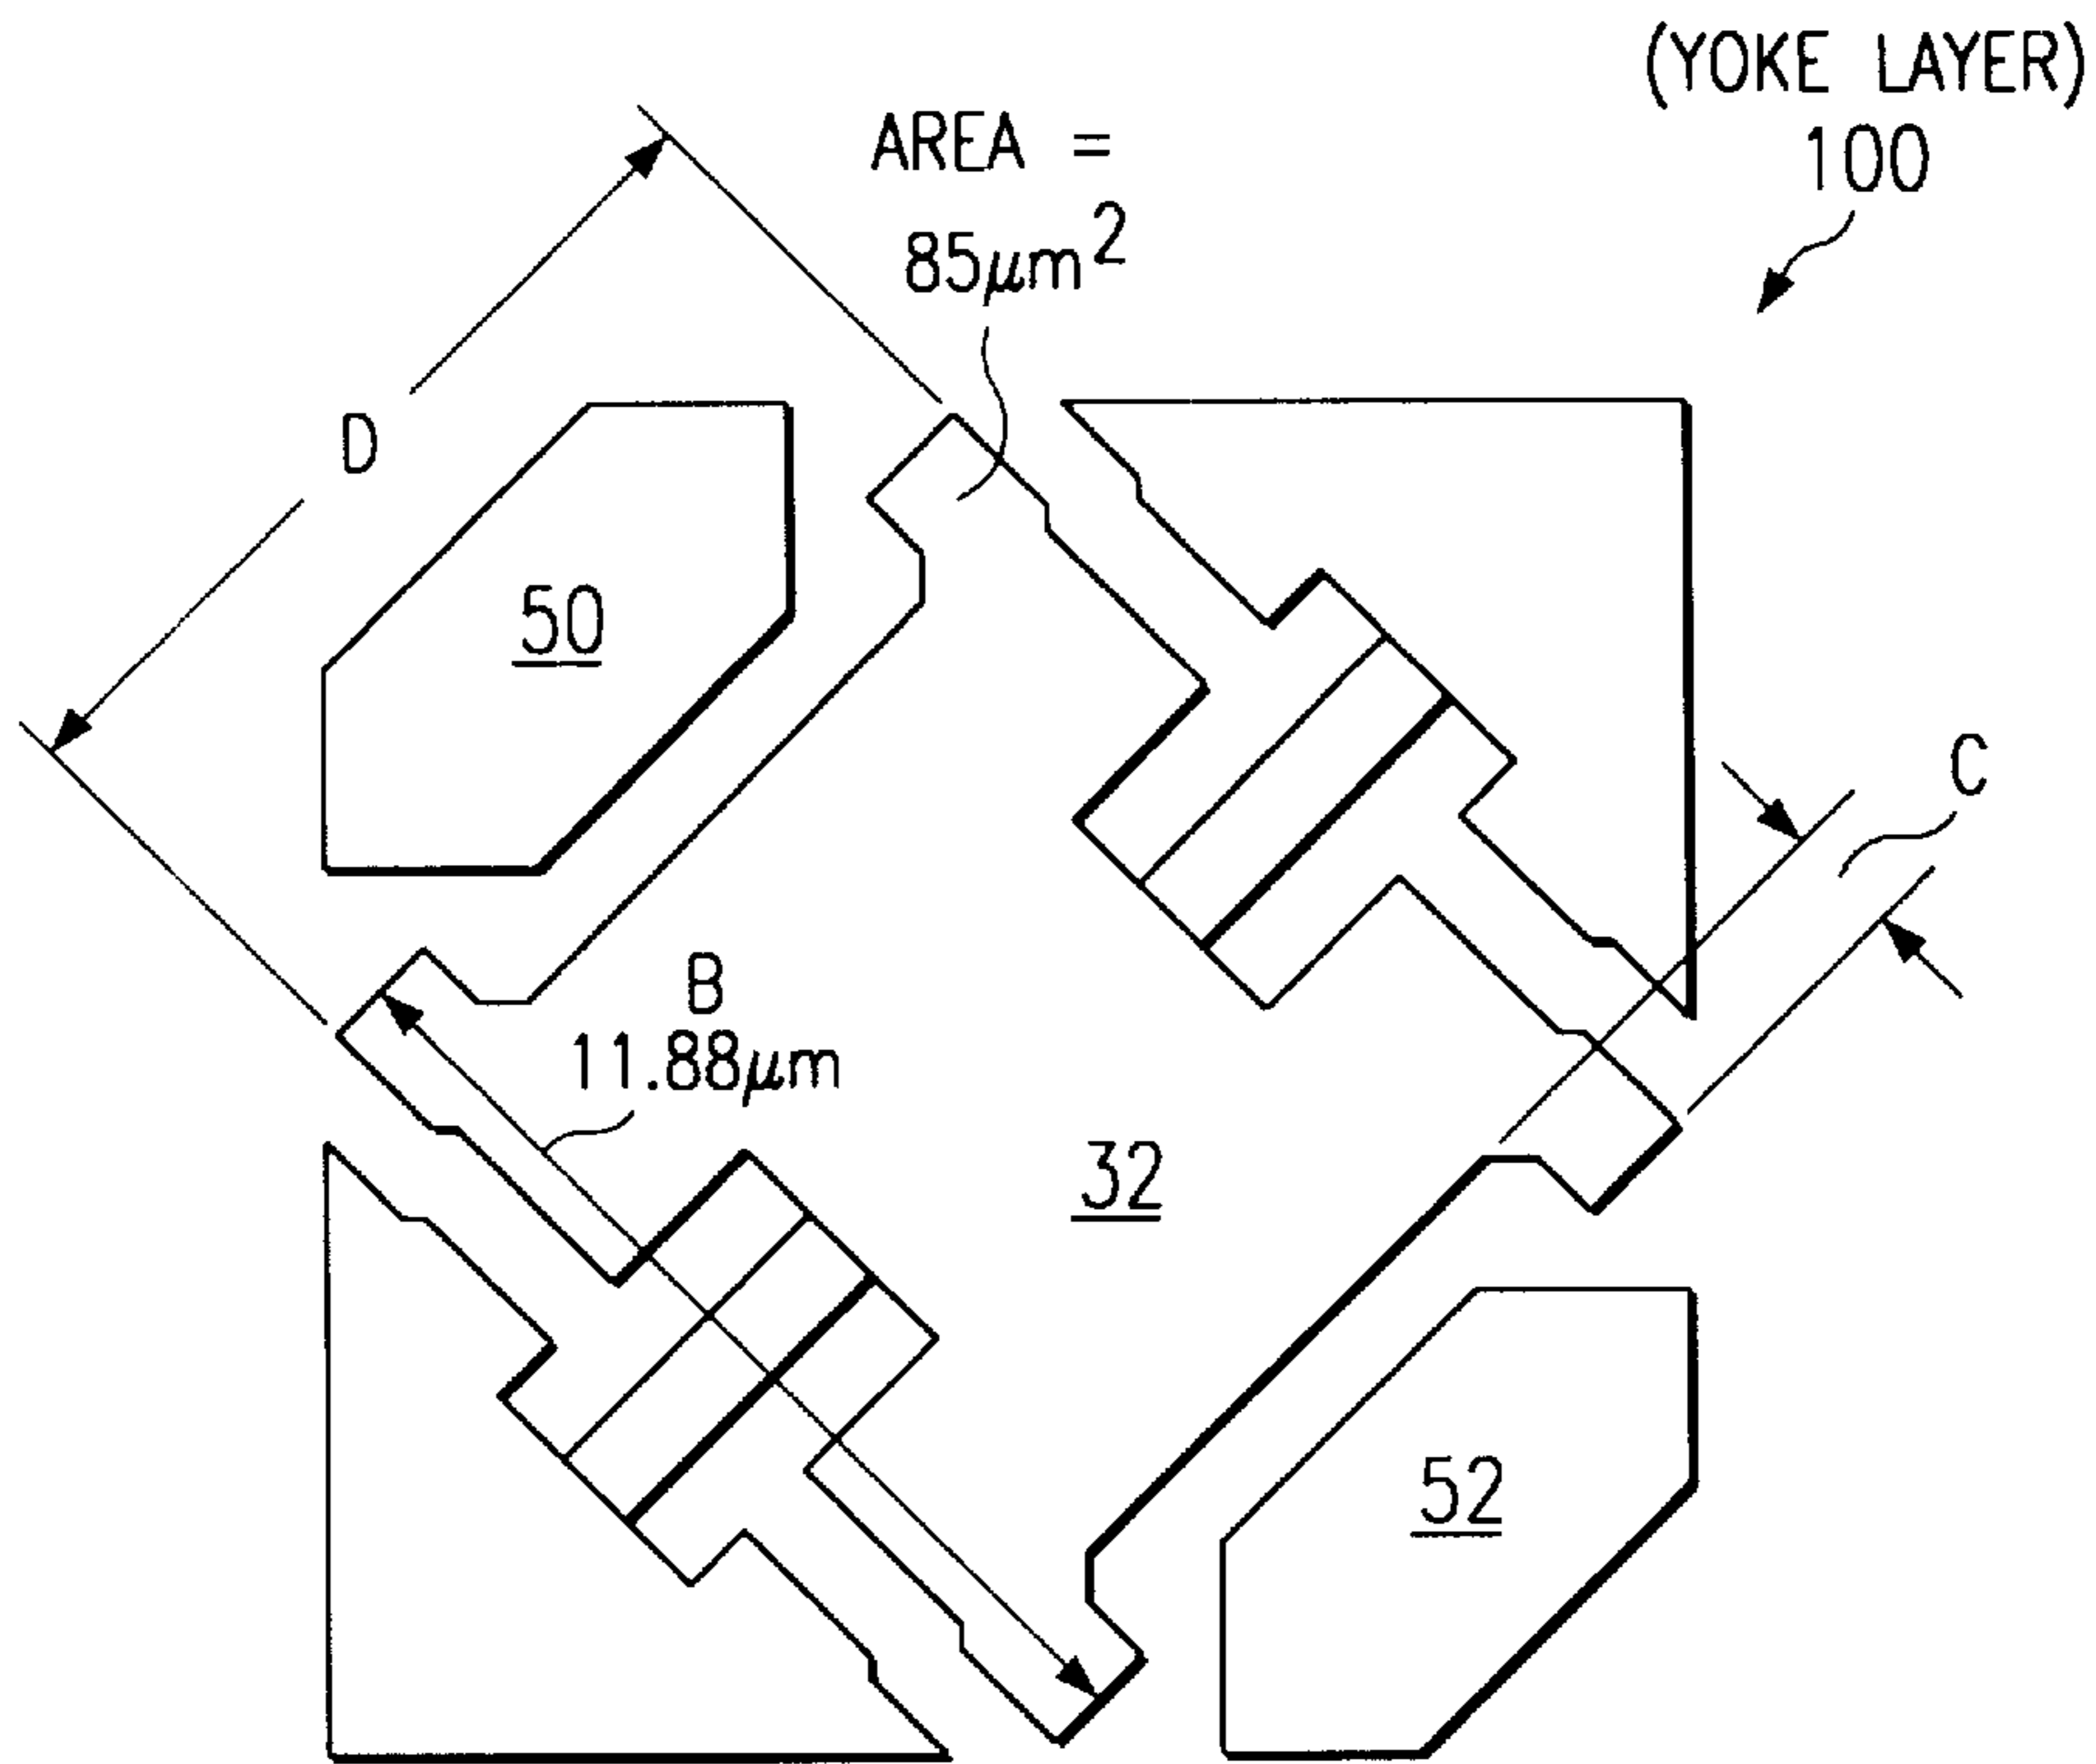 (YOKE LAYER)
100
AREA =
85μm²
D
50
C
B
11.88μm
32
52